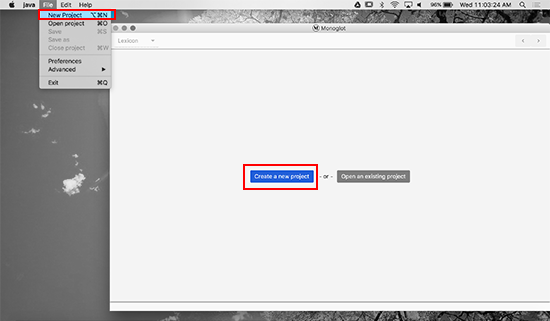 java File Edit Help 96% Wed 11:03:24 AM
New Project ⌥⌘N
Open project ⌘O
Save ⌘S
Save as
Close project ⌘W
Preferences
Advanced
Exit ⌘Q
Monoglot
Lexicon
Create a new project - or - Open an existing project